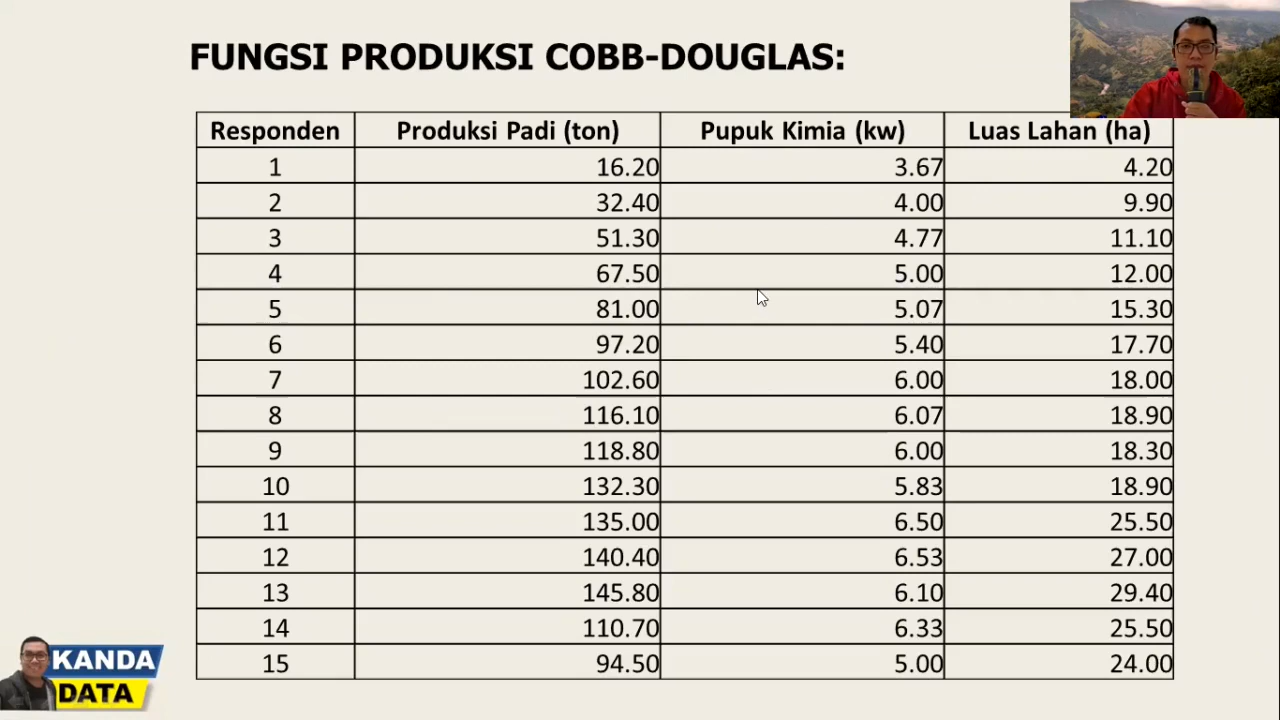 FUNGSI PRODUKSI COBB-DOUGLAS:
Responden Produksi Padi (ton) Pupuk Kimia (kw) Luas Lahan (ha)
1 16.20 3.67 4.20
2 32.40 4.00 9.90
3 51.30 4.77 11.10
4 67.50 5.00 12.00
5 81.00 5.07 15.30
6 97.20 5.40 17.70
7 102.60 6.00 18.00
8 116.10 6.07 18.90
9 118.80 6.00 18.30
10 132.30 5.83 18.90
11 135.00 6.50 25.50
12 140.40 6.53 27.00
13 145.80 6.10 29.40
14 110.70 6.33 25.50
15 94.50 5.00 24.00
KANDA
DATA